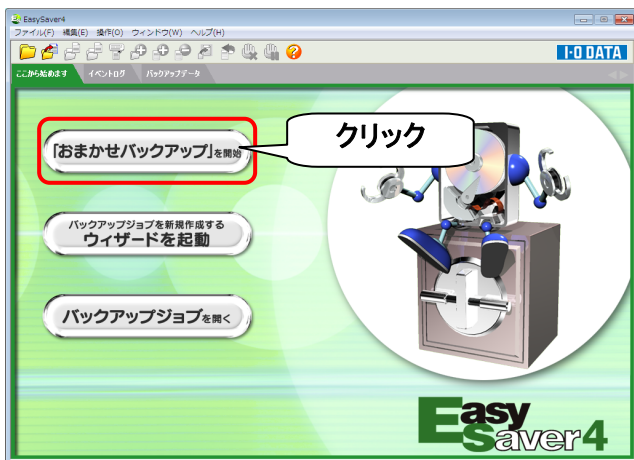 EasySaver4
ファイル(F) 編集(E) 操作(O) ウィンドウ(W) ヘルプ(H)
I-O DATA
ここから始めます イベントログ バックアップデータ
「おまかせバックアップ」を開始
クリック
バックアップジョブを新規作成する
ウィザードを起動
バックアップジョブを開く
Easy
Saver4